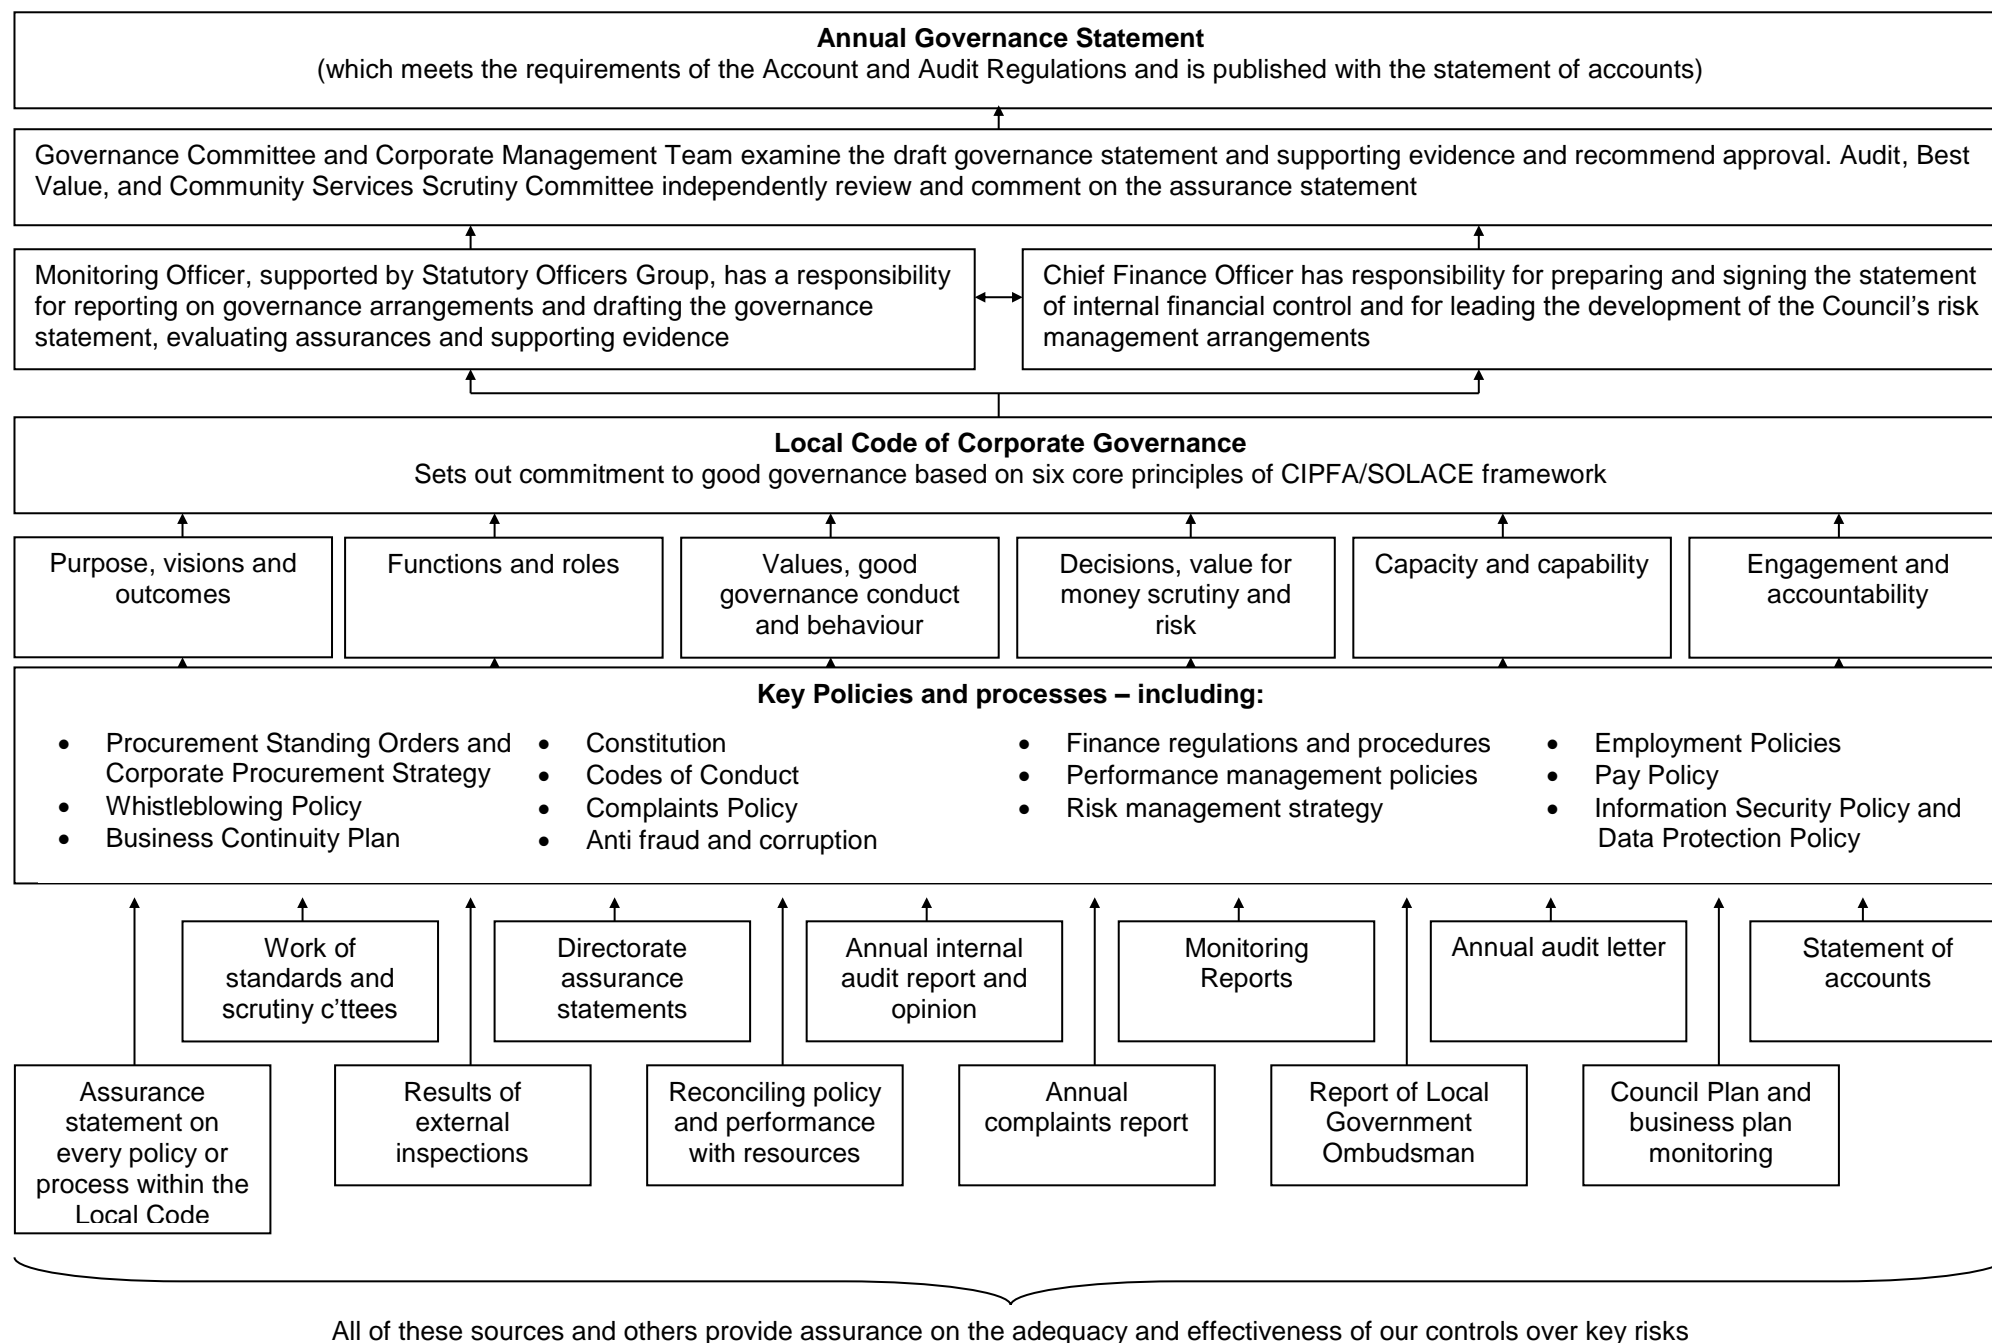 Annual Governance Statement
(which meets the requirements of the Account and Audit Regulations and is published with the statement of accounts)
Governance Committee and Corporate Management Team examine the draft governance statement and supporting evidence and recommend approval. Audit, Best
Value, and Community Services Scrutiny Committee independently review and comment on the assurance statement
Monitoring Officer, supported by Statutory Officers Group, has a responsibility
for reporting on governance arrangements and drafting the governance
statement, evaluating assurances and supporting evidence
Chief Finance Officer has responsibility for preparing and signing the statement
of internal financial control and for leading the development of the Council’s risk
management arrangements
Local Code of Corporate Governance
Sets out commitment to good governance based on six core principles of CIPFA/SOLACE framework
Purpose, visions and
outcomes
Functions and roles
Values, good
governance conduct
and behaviour
Decisions, value for
money scrutiny and
risk
Capacity and capability
Engagement and
accountability
Key Policies and processes – including:
• Procurement Standing Orders and
Corporate Procurement Strategy
• Whistleblowing Policy
• Business Continuity Plan
• Constitution
• Codes of Conduct
• Complaints Policy
• Anti fraud and corruption
• Finance regulations and procedures
• Performance management policies
• Risk management strategy
• Employment Policies
• Pay Policy
• Information Security Policy and
Data Protection Policy
Work of
standards and
scrutiny c’ttees
Directorate
assurance
statements
Annual internal
audit report and
opinion
Monitoring
Reports
Annual audit letter
Statement of
accounts
Assurance
statement on
every policy or
process within the
Local Code
Results of
external
inspections
Reconciling policy
and performance
with resources
Annual
complaints report
Report of Local
Government
Ombudsman
Council Plan and
business plan
monitoring
All of these sources and others provide assurance on the adequacy and effectiveness of our controls over key risks